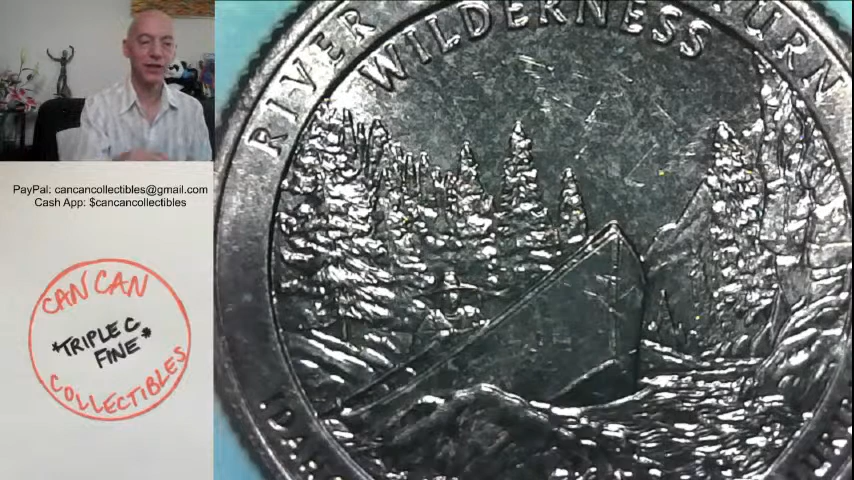 PayPal: cancancollectibles@gmail.com
Cash App: $cancancollectibles
CAN CAN
*TRIPLE C
FINE*
COLLECTIBLES
RIVER
WILDERNESS